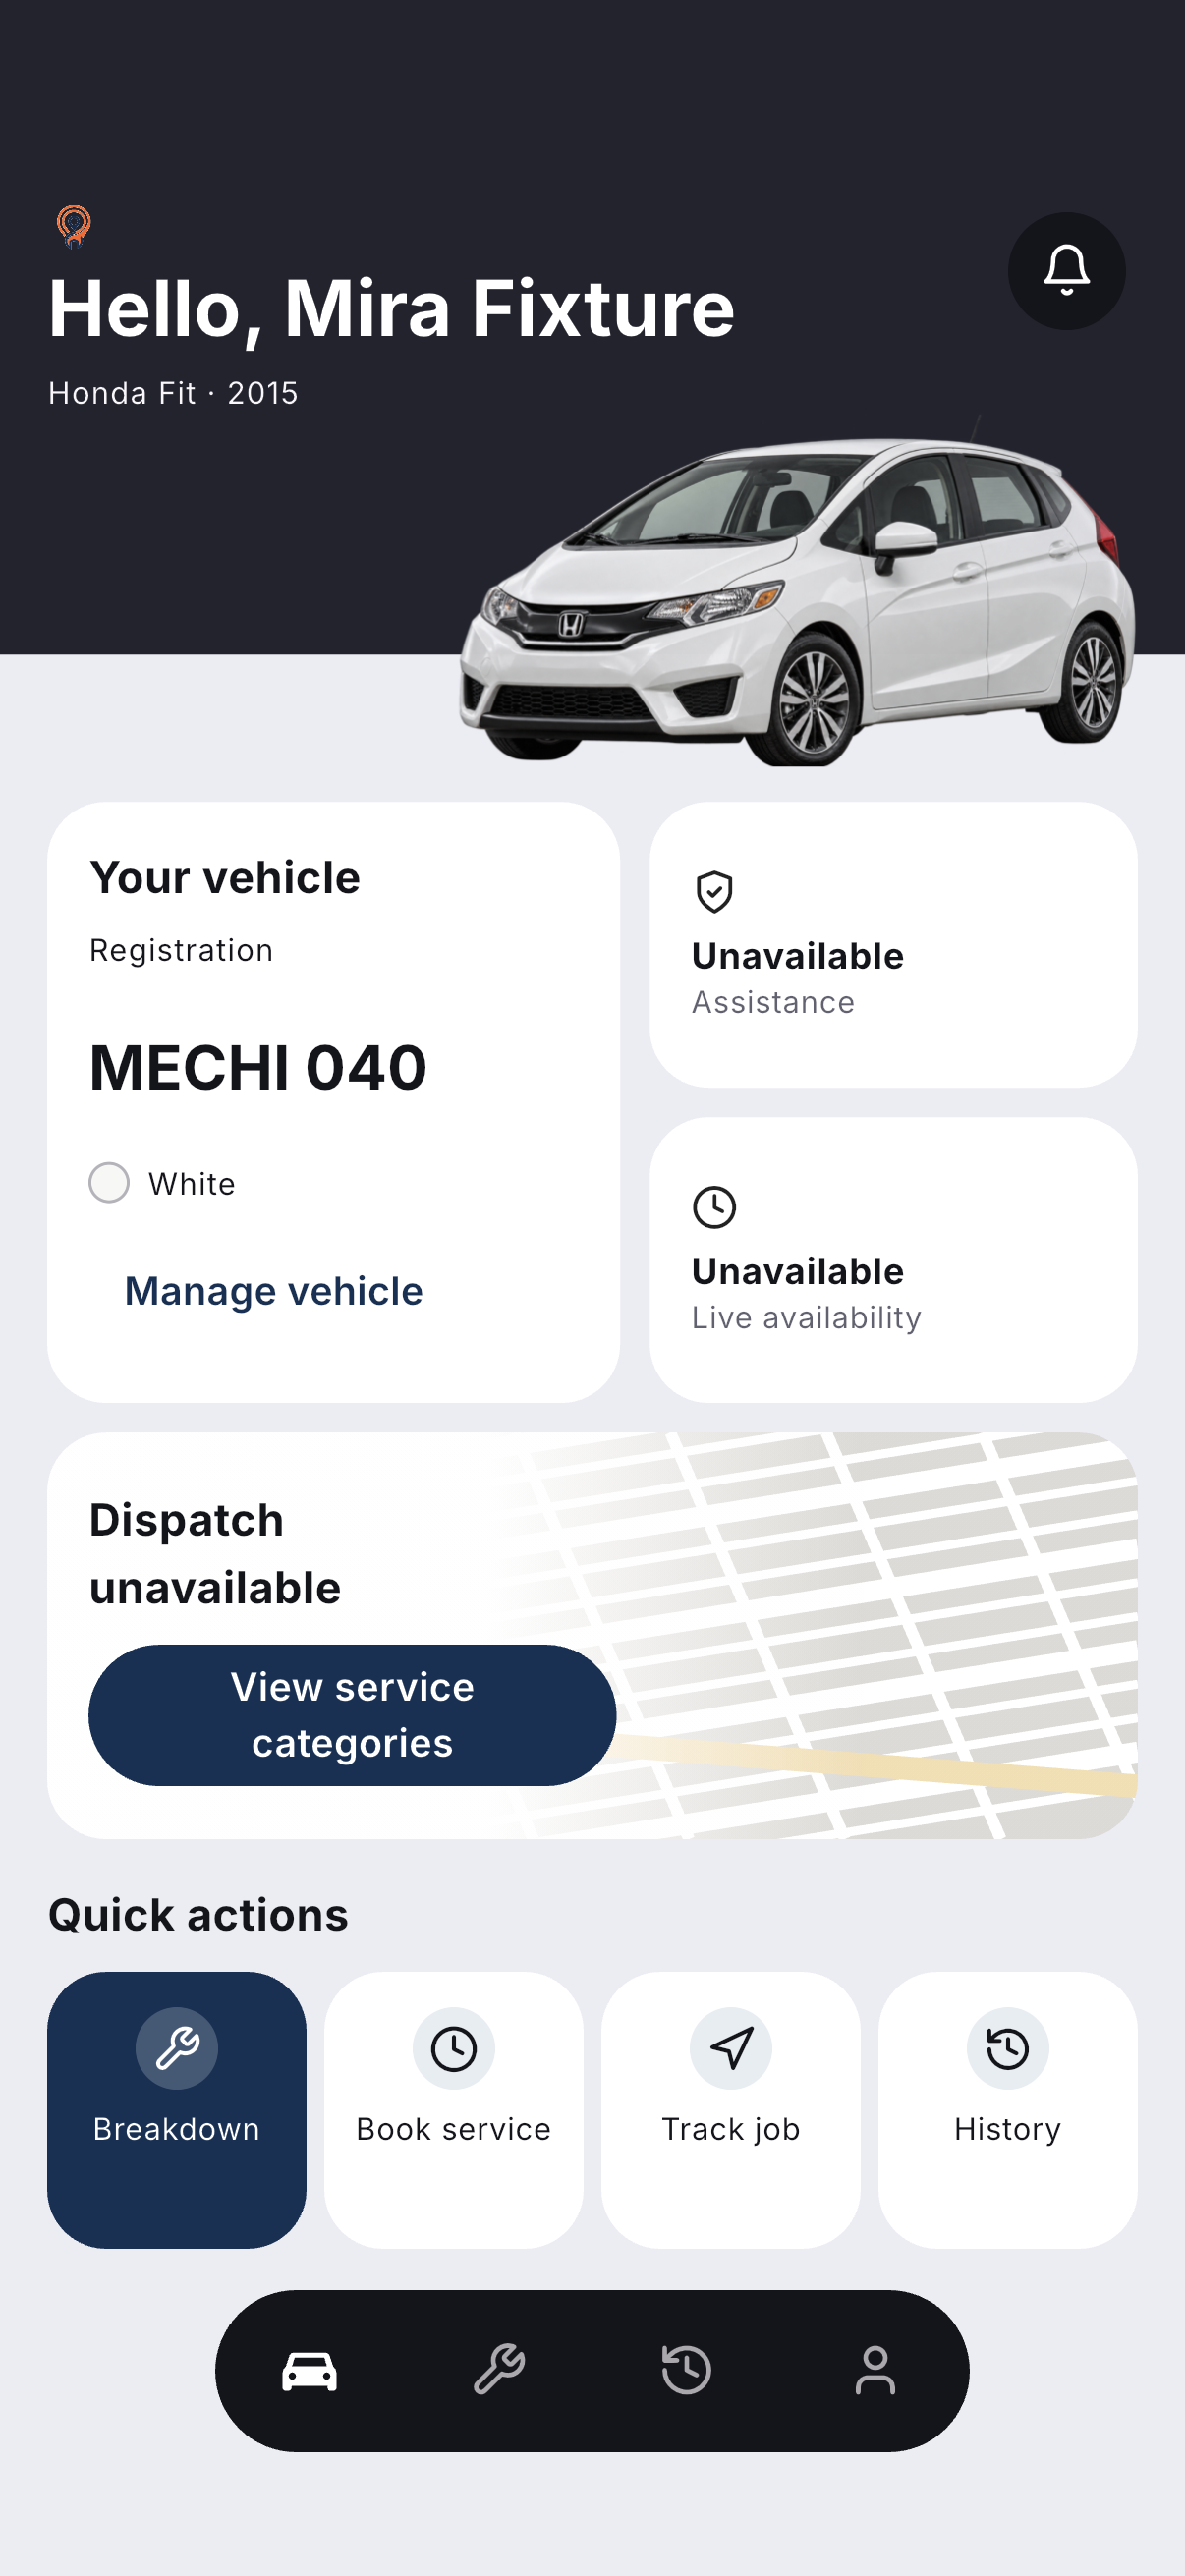 Hello, Mira Fixture
Honda Fit · 2015
Your vehicle
Registration
MECHI 040
White
Manage vehicle
Unavailable
Assistance
Unavailable
Live availability
Dispatch
unavailable
View service
categories
Quick actions
Breakdown
Book service
Track job
History